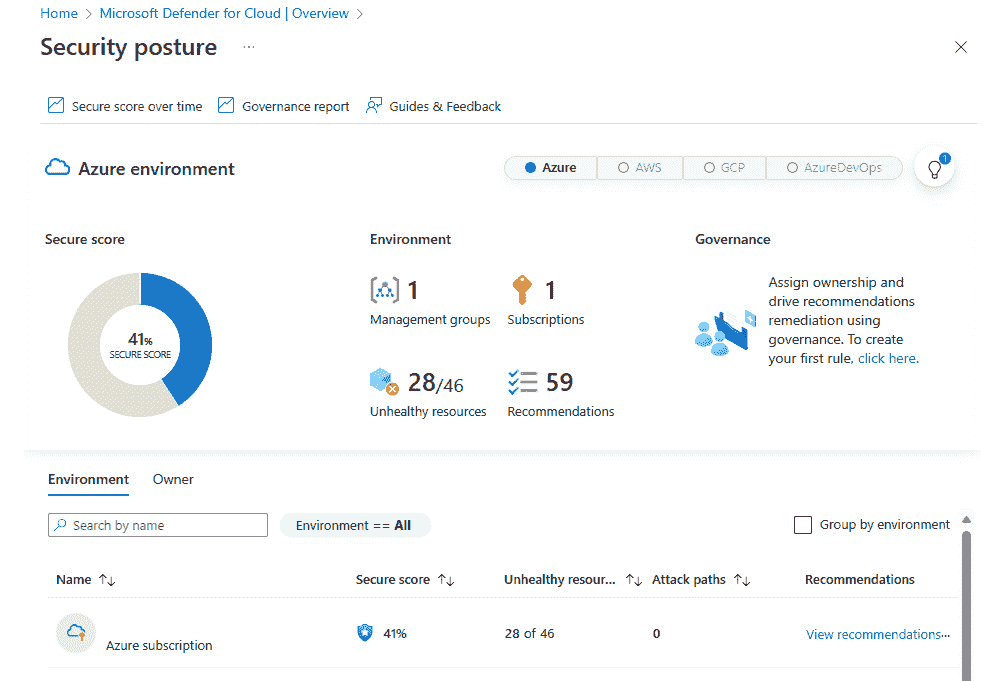 Home > Microsoft Defender for Cloud | Overview >
Security posture ...
Secure score over time Governance report Guides & Feedback
Azure environment
Azure AWS GCP AzureDevOps
1
Secure score
41%
SECURE SCORE
Environment
1
Management groups
1
Subscriptions
28/46
Unhealthy resources
59
Recommendations
Governance
Assign ownership and
drive recommendations
remediation using
governance. To create
your first rule, click here.
Environment Owner
Search by name
Environment == All
Group by environment
Name Secure score Unhealthy resour... Attack paths Recommendations
Azure subscription 41% 28 of 46 0 View recommendations...